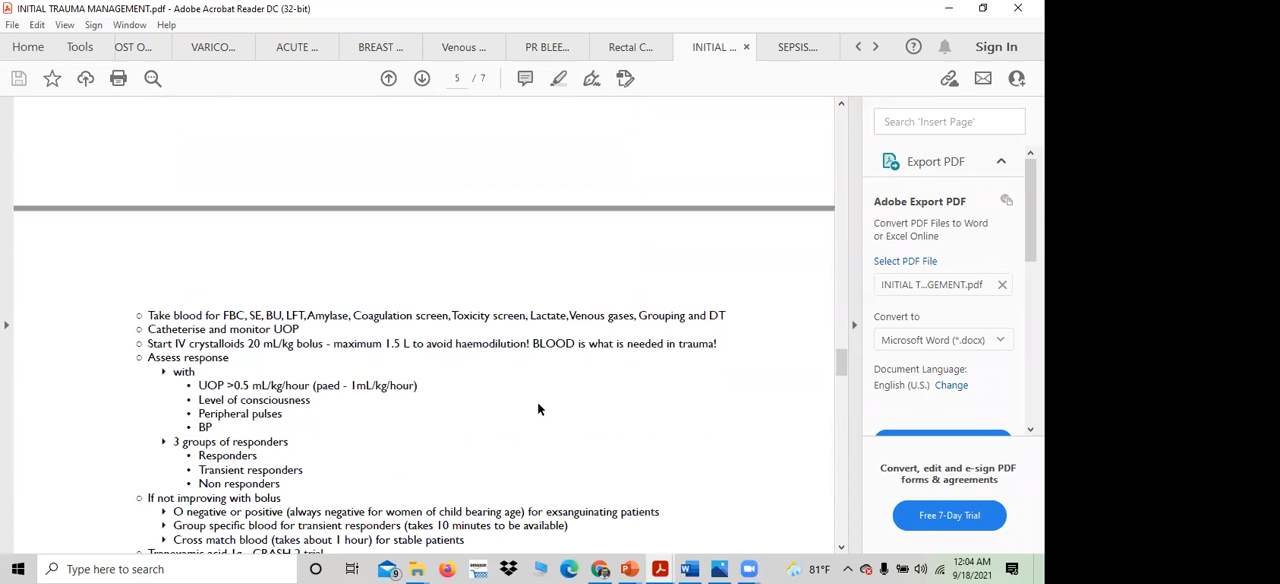 INITIAL TRAUMA MANAGEMENT.pdf - Adobe Acrobat Reader DC (32-bit)
File Edit View Sign Window Help
Home Tools OST O... VARICO... ACUTE ... BREAST ... Venous ... PR BLEE... Rectal C... INITIAL ... × SEPSIS.... Sign In
5 / 7
Search 'Insert Page'
Export PDF
Adobe Export PDF
Convert PDF Files to Word
or Excel Online
Select PDF File
INITIAL T...GEMENT.pdf
Convert to
Microsoft Word (*.docx)
Document Language:
English (U.S.) Change
Convert, edit and e-sign PDF
forms & agreements
Free 7-Day Trial
○ Take blood for FBC, SE, BU, LFT, Amylase, Coagulation screen, Toxicity screen, Lactate, Venous gases, Grouping and DT
○ Catheterise and monitor UOP
○ Start IV crystalloids 20 mL/kg bolus - maximum 1.5 L to avoid haemodilution! BLOOD is what is needed in trauma!
○ Assess response
‣ with
• UOP >0.5 mL/kg/hour (paed - 1mL/kg/hour)
• Level of consciousness
• Peripheral pulses
• BP
‣ 3 groups of responders
• Responders
• Transient responders
• Non responders
○ If not improving with bolus
‣ O negative or positive (always negative for women of child bearing age) for exsanguinating patients
‣ Group specific blood for transient responders (takes 10 minutes to be available)
‣ Cross match blood (takes about 1 hour) for stable patients
○ Tranexamic acid 1g - CRASH 2 trial
Type here to search
9
81°F
12:04 AM
9/18/2021